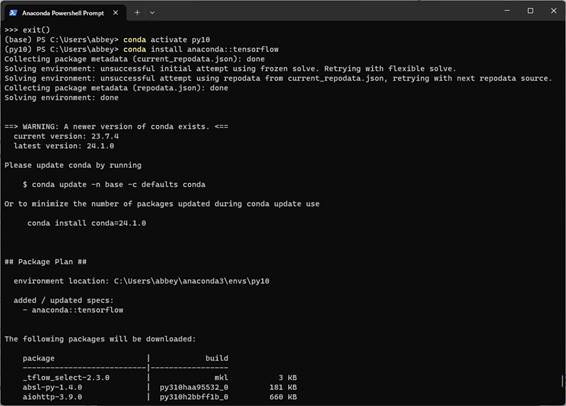 Anaconda Powershell Prompt
>>> exit()
(base) PS C:\Users\abbey> conda activate py10
(py10) PS C:\Users\abbey> conda install anaconda::tensorflow
Collecting package metadata (current_repodata.json): done
Solving environment: unsuccessful initial attempt using frozen solve. Retrying with flexible solve.
Solving environment: unsuccessful attempt using repodata from current_repodata.json, retrying with next repodata source.
Collecting package metadata (repodata.json): done
Solving environment: done
==> WARNING: A newer version of conda exists. <==
current version: 23.7.4
latest version: 24.1.0
Please update conda by running
$ conda update -n base -c defaults conda
Or to minimize the number of packages updated during conda update use
conda install conda=24.1.0
## Package Plan ##
environment location: C:\Users\abbey\anaconda3\envs\py10
added / updated specs:
- anaconda::tensorflow
The following packages will be downloaded:
package | build
---------------------------|-----------------
_tflow_select-2.3.0 | mkl 3 KB
absl-py-1.4.0 | py310haa95532_0 181 KB
aiohttp-3.9.0 | py310h2bbff1b_0 660 KB